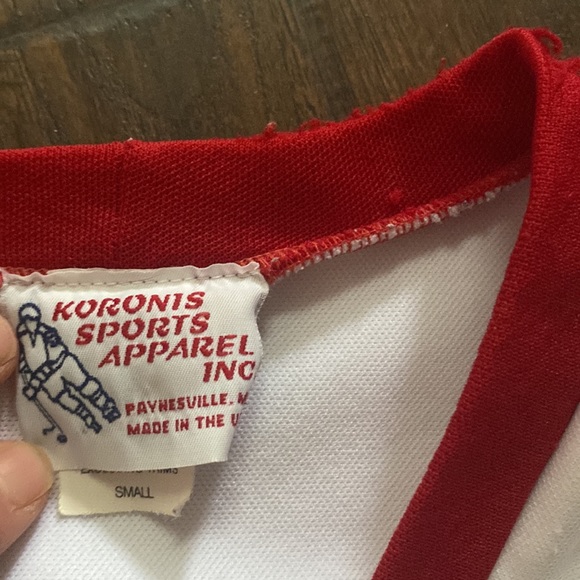 KORONIS
SPORTS
APPAREL
INC
PAYNESVILLE,
MADE IN THE
SMALL